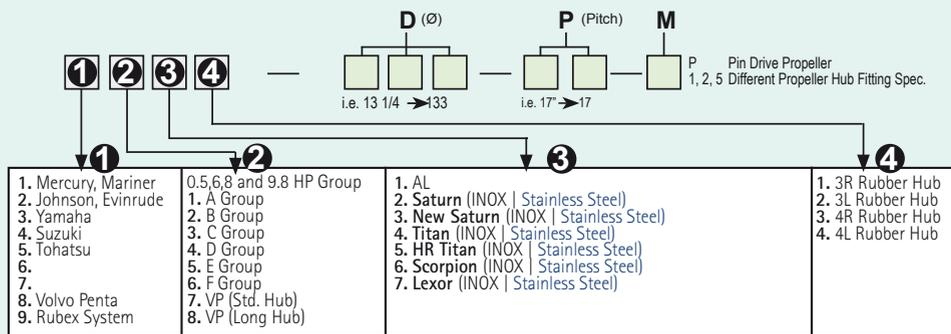 D (Ø) P (Pitch) M
1 2 3 4
P Pin Drive Propeller
1, 2, 5 Different Propeller Hub Fitting Spec.
i.e. 13 1/4 133 i.e. 17" 17
1
1. Mercury, Mariner
2. Johnson, Evinrude
3. Yamaha
4. Suzuki
5. Tohatsu
6.
7.
8. Volvo Penta
9. Rubex System
2
0.5,6,8 and 9.8 HP Group
1. A Group
2. B Group
3. C Group
4. D Group
5. E Group
6. F Group
7. VP (Std. Hub)
8. VP (Long Hub)
3
1. AL
2. Saturn (INOX | Stainless Steel)
3. New Saturn (INOX | Stainless Steel)
4. Titan (INOX | Stainless Steel)
5. HR Titan (INOX | Stainless Steel)
6. Scorpion (INOX | Stainless Steel)
7. Lexor (INOX | Stainless Steel)
4
1. 3R Rubber Hub
2. 3L Rubber Hub
3. 4R Rubber Hub
4. 4L Rubber Hub